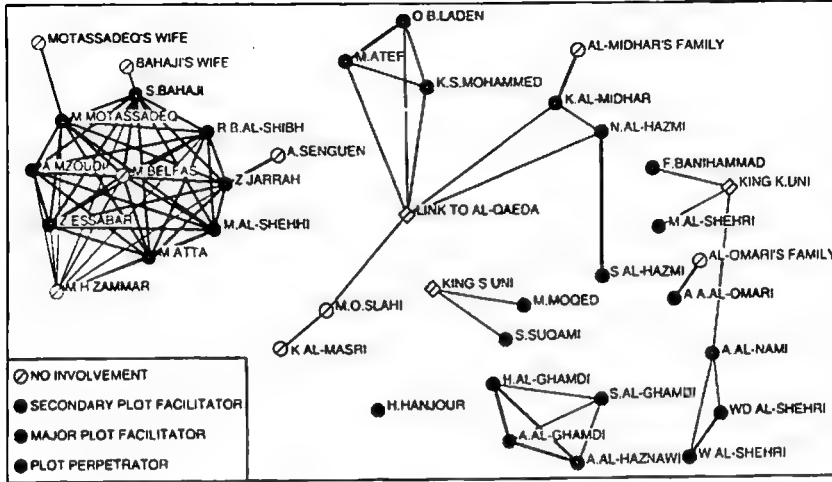 O B.LADEN
MOTASSADEQ'S WIFE
AL-MIDHAR'S FAMILY
M.ATEF
BAHAJI'S WIFE
K.S.MOHAMMED
S.BAHAJI
K.AL-MIDHAR
M.MOTASSADEQ
R B.AL-SHIBH
N.AL-HAZMI
A.SENGUEN
A MZOUDI
M BELFAS
F.BANIHAMMAD
Z JARRAH
KING K.UNI
LINK TO AL-QAEDA
Z ESSABAR
M.AL-SHEHHI
M.AL-SHEHRI
M ATTA
AL-OMARI'S FAMILY
S AL-HAZMI
KING S UNI
M.H ZAMMAR
A A.AL-OMARI
M.MOQED
M.O.SLAHI
S.SUQAMI
K AL-MASRI
A AL-NAMI
NO INVOLVEMENT
H.AL-GHAMDI
S.AL-GHAMDI
SECONDARY PLOT FACILITATOR
H.HANJOUR
WD AL-SHEHRI
MAJOR PLOT FACILITATOR
A.AL-GHAMDI
A.AL-HAZNAWI
W AL-SHEHRI
PLOT PERPETRATOR